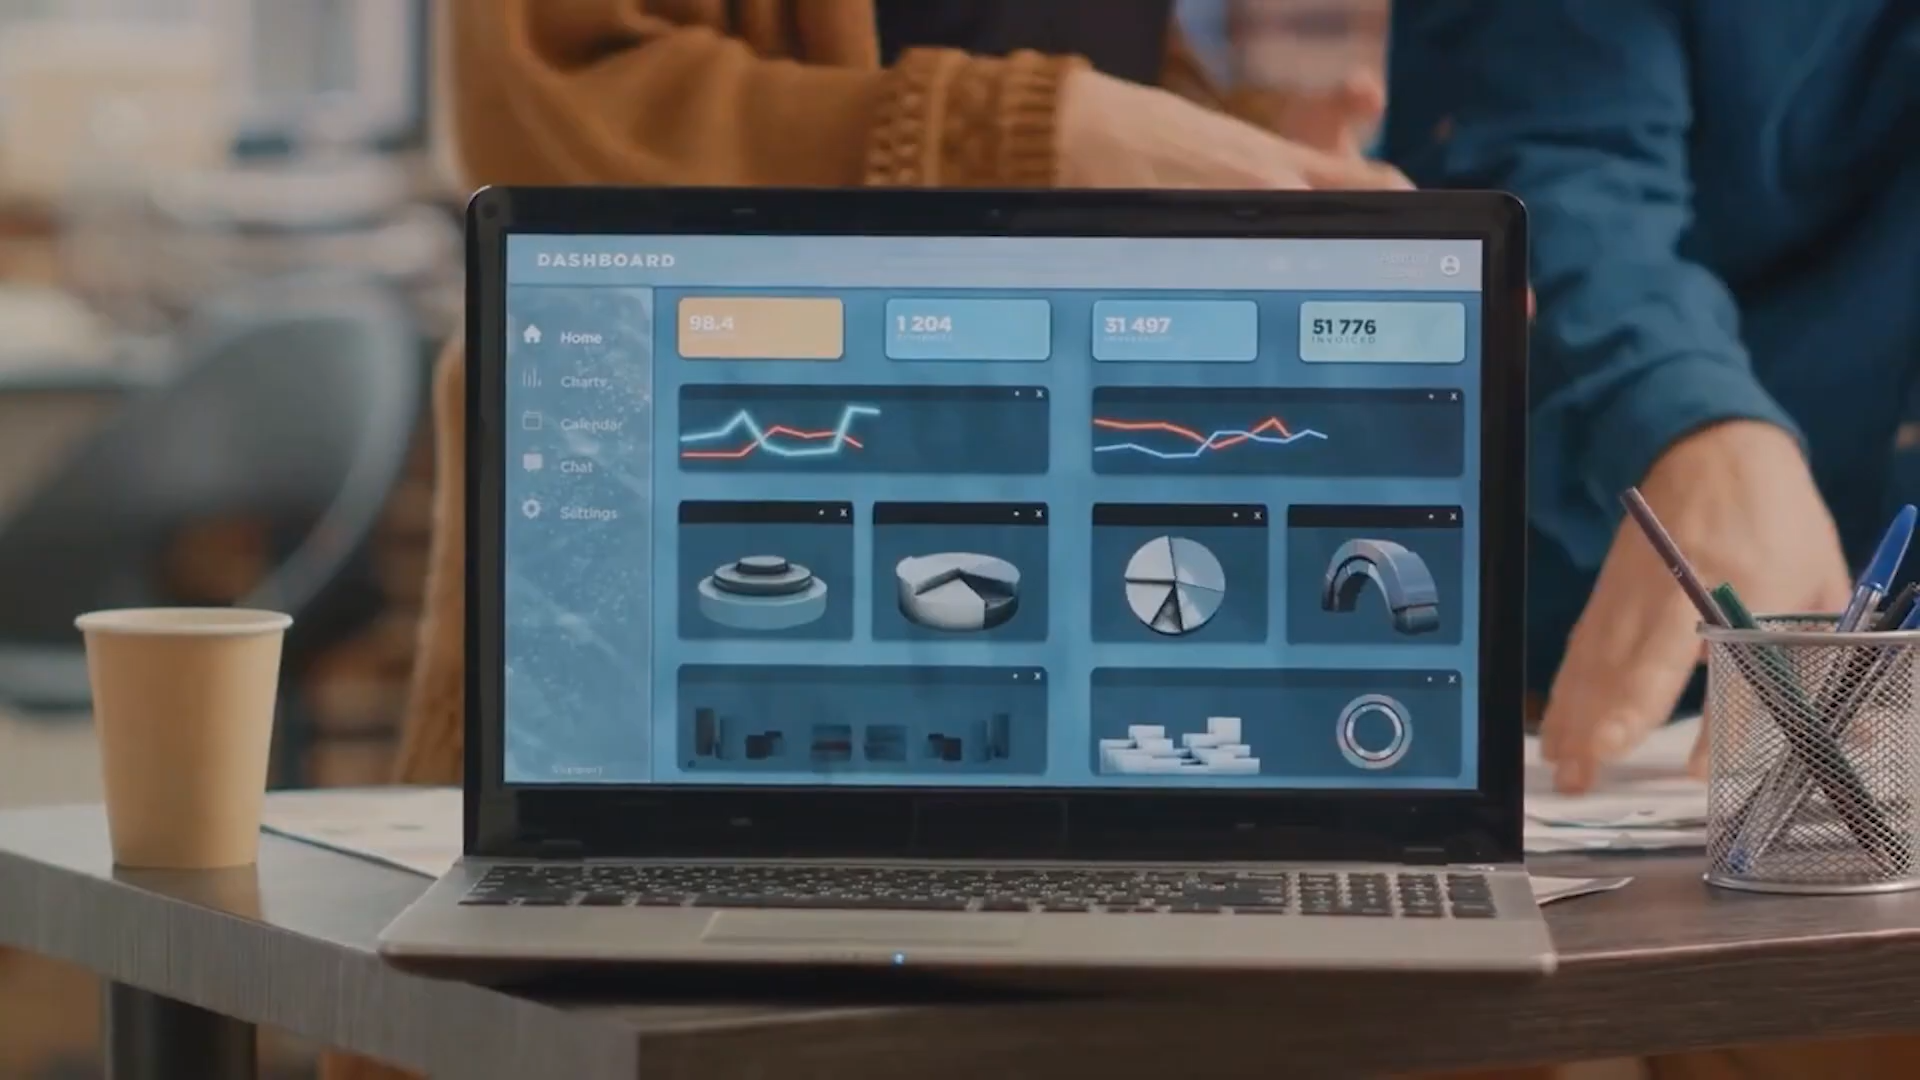 DASHBOARD
98.4
1 204
31 497
51 776
INVOICED
Home
Charts
Calendar
Chat
Settings